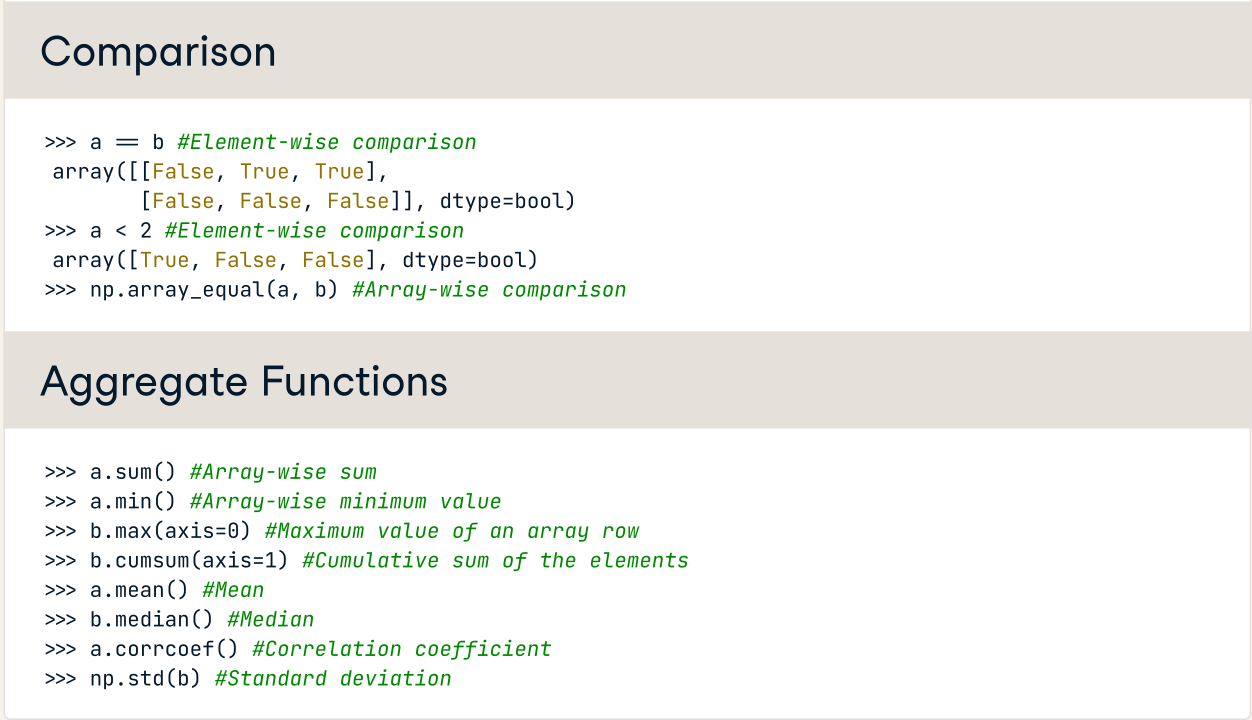 Comparison
>>> a == b #Element-wise comparison
array([[False, True, True],
[False, False, False]], dtype=bool)
>>> a < 2 #Element-wise comparison
array([True, False, False], dtype=bool)
>>> np.array_equal(a, b) #Array-wise comparison
Aggregate Functions
>>> a.sum() #Array-wise sum
>>> a.min() #Array-wise minimum value
>>> b.max(axis=0) #Maximum value of an array row
>>> b.cumsum(axis=1) #Cumulative sum of the elements
>>> a.mean() #Mean
>>> b.median() #Median
>>> a.corrcoef() #Correlation coefficient
>>> np.std(b) #Standard deviation